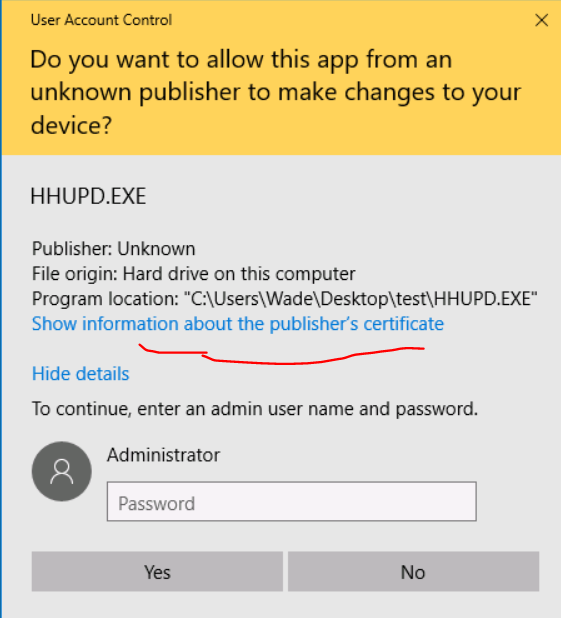 User Account Control
Do you want to allow this app from an
unknown publisher to make changes to your
device?
HHUPD.EXE
Publisher: Unknown
File origin: Hard drive on this computer
Program location: "C:\Users\Wade\Desktop\test\HHUPD.EXE"
Show information about the publisher's certificate
Hide details
To continue, enter an admin user name and password.
Administrator
Password
Yes
No